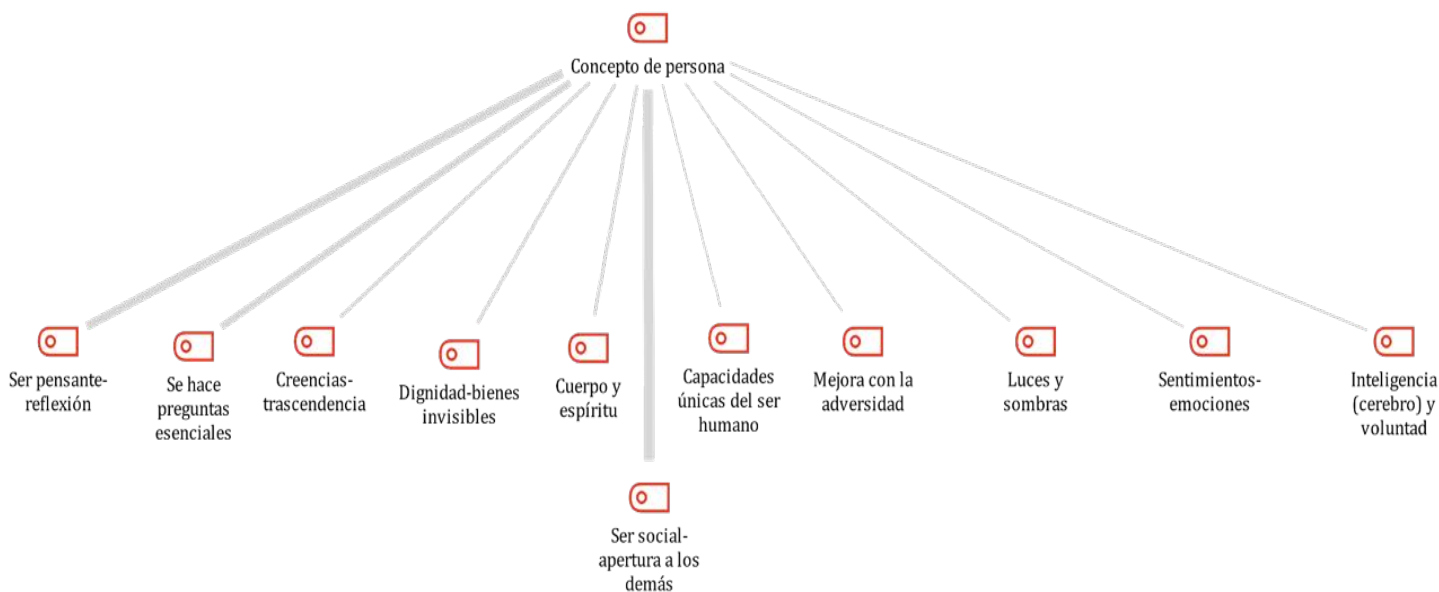 Concepto de persona
Ser pensante-
reflexión
Se hace
preguntas
esenciales
Creencias-
trascendencia
Dignidad-bienes
invisibles
Cuerpo y
espíritu
Capacidades
únicas del ser
humano
Mejora con la
adversidad
Luces y
sombras
Sentimientos-
emociones
Inteligencia
(cerebro) y
voluntad
Ser social-
apertura a los
demás